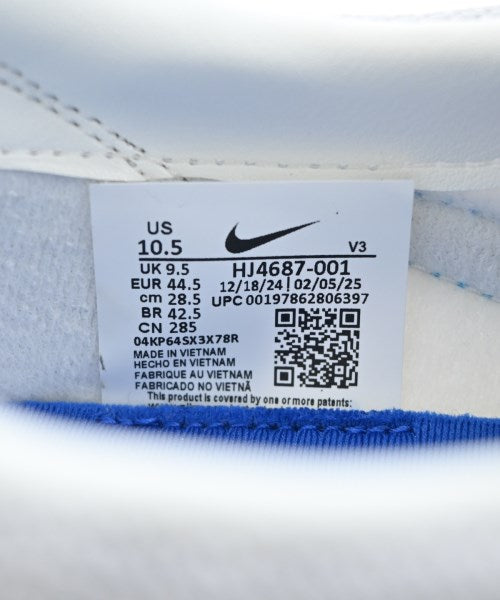 US
10.5
V3
UK 9.5
EUR 44.5
cm 28.5
BR 42.5
CN 285
HJ4687-001
12/18/24 | 02/05/25
UPC 00197862806397
04KP64SX3X78R
MADE IN VIETNAM
HECHO EN VIETNAM
FABRIQUE AU VIETNAM
FABRICADO NO VIETNÃ
This product is covered by one or more patents: